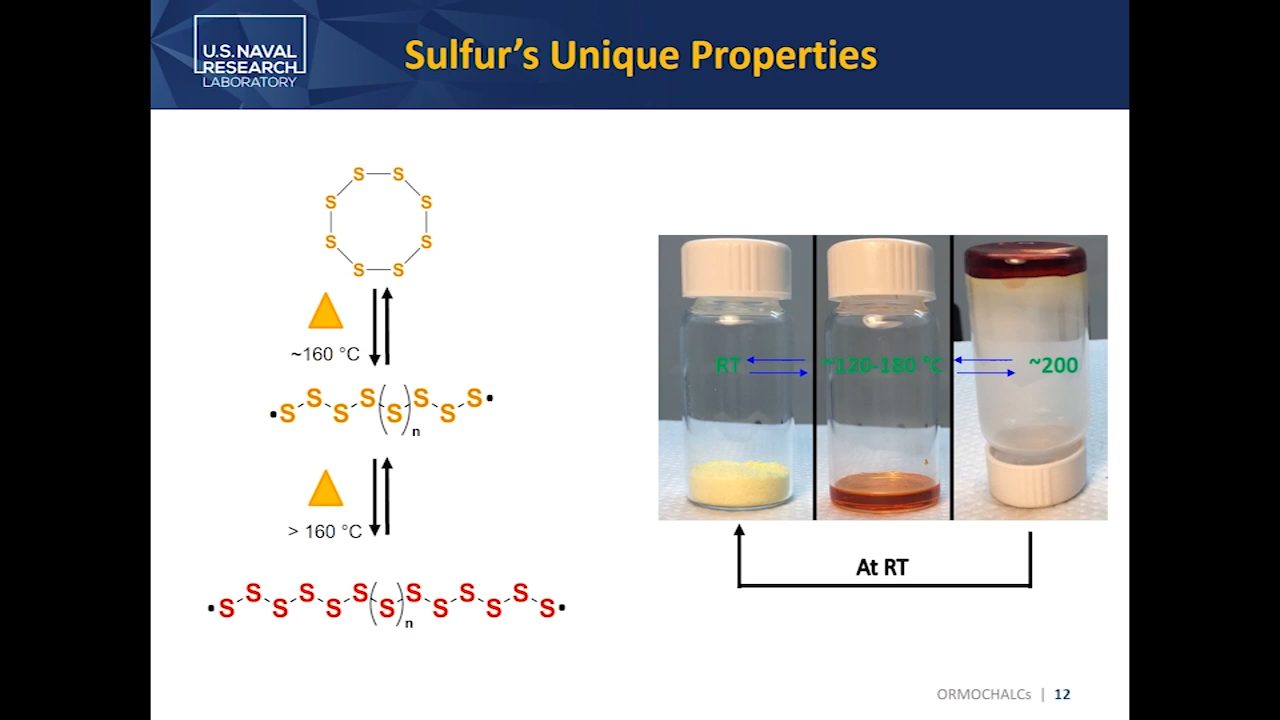 U.S. NAVAL
RESEARCH
LABORATORY
Sulfur's Unique Properties
S S
S S
S S
S S
~160 °C
•S S S S (S)n S S S•
> 160 °C
•S S S S S S (S)n S S S S S S•
RT
~120-180 °C
~200
At RT
ORMOCHALCs | 12